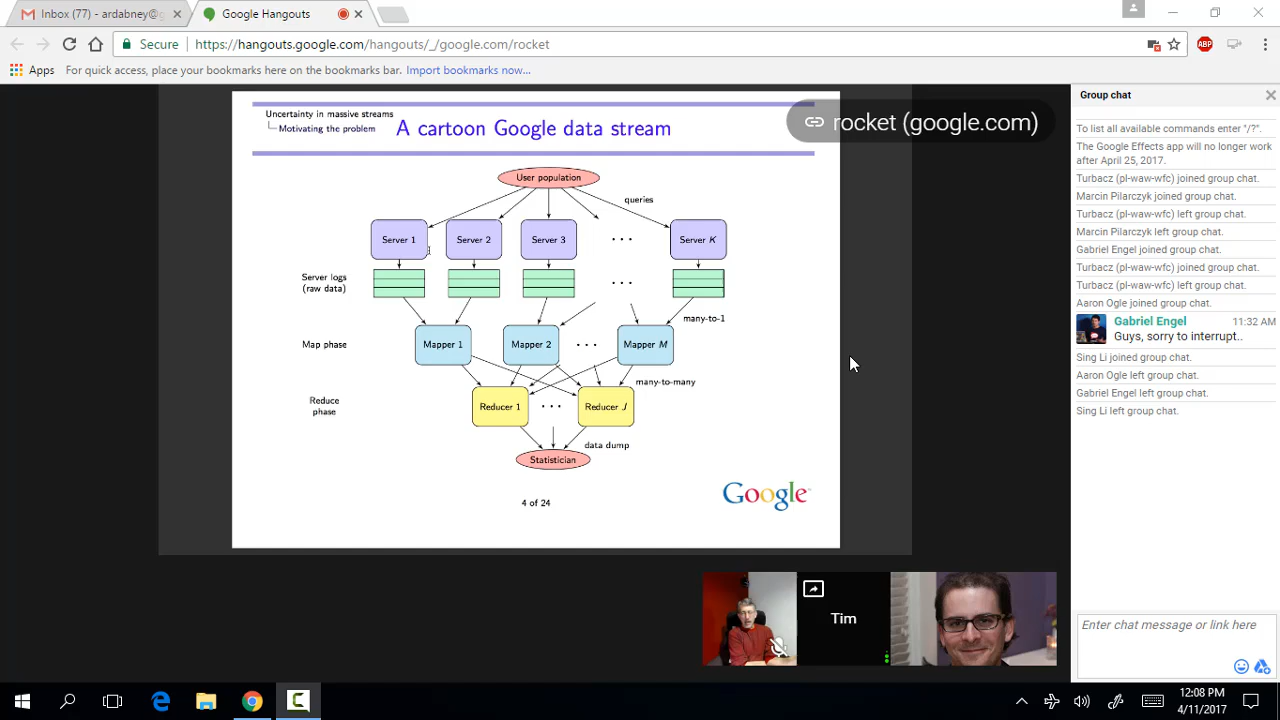 Inbox (77) - ardabney@g
Google Hangouts
Secure
https://hangouts.google.com/hangouts/_/google.com/rocket
ABP
Apps
For quick access, place your bookmarks here on the bookmarks bar. Import bookmarks now...
Uncertainty in massive streams
Motivating the problem
A cartoon Google data stream
rocket (google.com)
User population
queries
Server 1
Server 2
Server 3
. . .
Server K
Server logs
(raw data)
. . .
many-to-1
Map phase
Mapper 1
Mapper 2
. . .
Mapper M
many-to-many
Reduce
phase
Reducer 1
. . .
Reducer J
data dump
Statistician
4 of 24
Google
Tim
Group chat
To list all available commands enter "/?".
The Google Effects app will no longer work
after April 25, 2017.
Turbacz (pl-waw-wfc) joined group chat.
Marcin Pilarczyk joined group chat.
Turbacz (pl-waw-wfc) left group chat.
Marcin Pilarczyk left group chat.
Gabriel Engel joined group chat.
Turbacz (pl-waw-wfc) joined group chat.
Turbacz (pl-waw-wfc) left group chat.
Aaron Ogle joined group chat.
Gabriel Engel 11:32 AM
Guys, sorry to interrupt..
Sing Li joined group chat.
Aaron Ogle left group chat.
Gabriel Engel left group chat.
Sing Li left group chat.
Enter chat message or link here
12:08 PM
4/11/2017